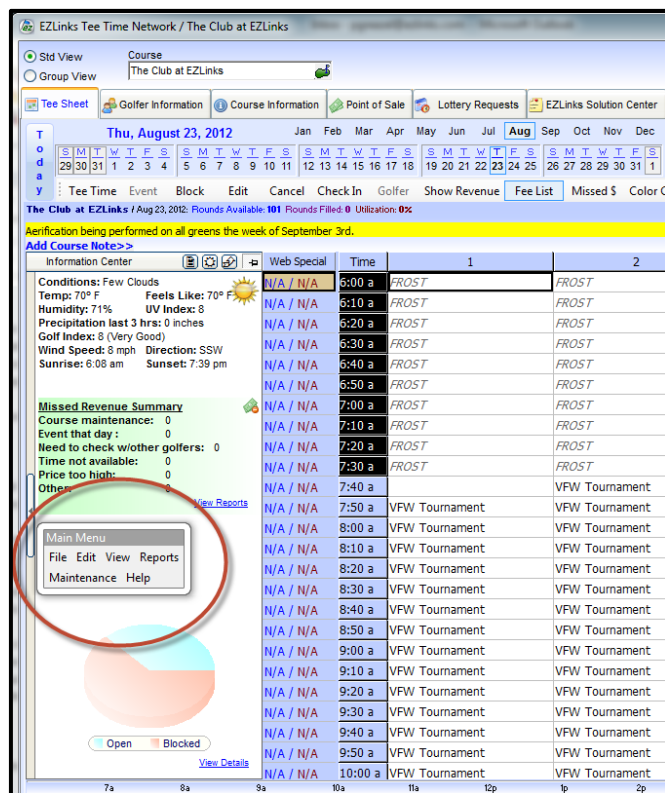 EZLinks Tee Time Network / The Club at EZLinks
Std View
Group View
Course
The Club at EZLinks
Tee Sheet Golfer Information Course Information Point of Sale Lottery Requests EZLinks Solution Center
Today
Thu, August 23, 2012 Jan Feb Mar Apr May Jun Jul Aug Sep Oct Nov Dec
S M T W T F S S M T W T F S S M T W T F S S M T W T F S S M T W T F S
29 30 31 1 2 3 4 5 6 7 8 9 10 11 12 13 14 15 16 17 18 19 20 21 22 23 24 25 26 27 28 29 30 31 1
Tee Time Event Block Edit Cancel Check In Golfer Show Revenue Fee List Missed $ Color
The Club at EZLinks / Aug 23, 2012: Rounds Available: 101 Rounds Filled: 0 Utilization: 0%
Aerification being performed on all greens the week of September 3rd.
Add Course Note>>
Information Center
Conditions: Few Clouds
Temp: 70° F Feels Like: 70° F
Humidity: 71% UV Index: 8
Precipitation last 3 hrs: 0 inches
Golf Index: 8 (Very Good)
Wind Speed: 8 mph Direction: SSW
Sunrise: 6:08 am Sunset: 7:39 pm
Missed Revenue Summary
Course maintenance: 0
Event that day : 0
Need to check w/other golfers: 0
Time not available: 0
Price too high: 0
Other: 0
View Reports
Main Menu
File Edit View Reports
Maintenance Help
Open Blocked
View Details
Web Special Time 1 2
N/A / N/A 6:00 a FROST FROST
N/A / N/A 6:10 a FROST FROST
N/A / N/A 6:20 a FROST FROST
N/A / N/A 6:30 a FROST FROST
N/A / N/A 6:40 a FROST FROST
N/A / N/A 6:50 a FROST FROST
N/A / N/A 7:00 a FROST FROST
N/A / N/A 7:10 a FROST FROST
N/A / N/A 7:20 a FROST FROST
N/A / N/A 7:30 a FROST FROST
N/A / N/A 7:40 a VFW Tournament
N/A / N/A 7:50 a VFW Tournament VFW Tournament
N/A / N/A 8:00 a VFW Tournament VFW Tournament
N/A / N/A 8:10 a VFW Tournament VFW Tournament
N/A / N/A 8:20 a VFW Tournament VFW Tournament
N/A / N/A 8:30 a VFW Tournament VFW Tournament
N/A / N/A 8:40 a VFW Tournament VFW Tournament
N/A / N/A 8:50 a VFW Tournament VFW Tournament
N/A / N/A 9:00 a VFW Tournament VFW Tournament
N/A / N/A 9:10 a VFW Tournament VFW Tournament
N/A / N/A 9:20 a VFW Tournament VFW Tournament
N/A / N/A 9:30 a VFW Tournament VFW Tournament
N/A / N/A 9:40 a VFW Tournament VFW Tournament
N/A / N/A 9:50 a VFW Tournament VFW Tournament
N/A / N/A 10:00 a VFW Tournament VFW Tournament
7a 8a 9a 10a 11a 12p 1p 2p